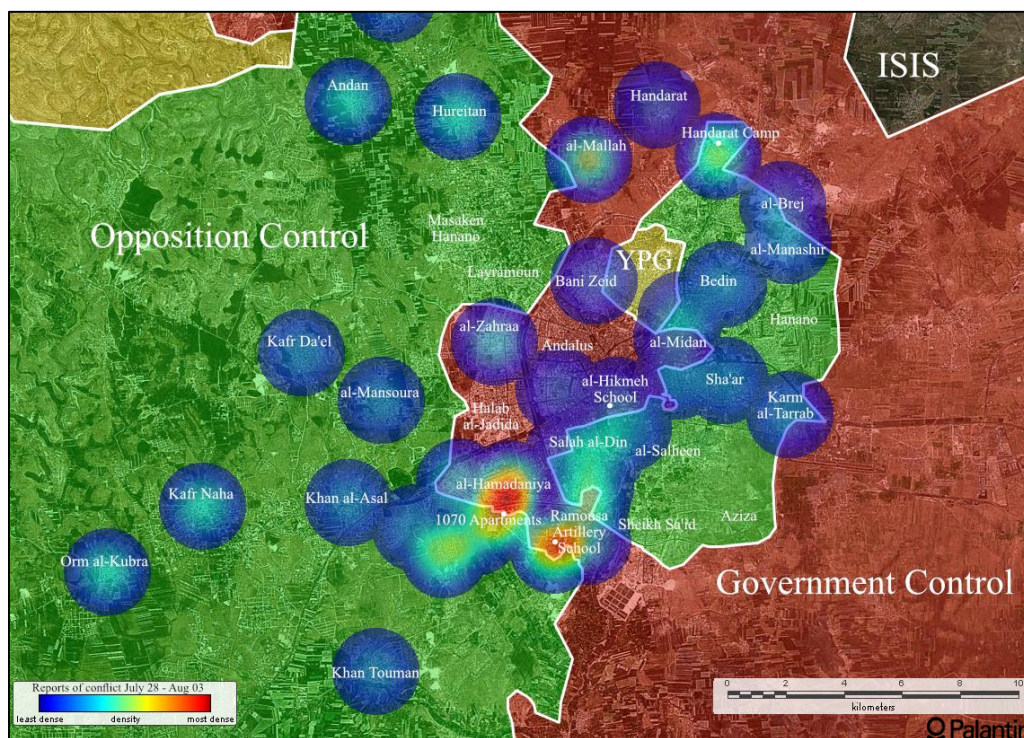 ISIS
Andan
Hureitan
Handarat
Handarat Camp
al-Mallah
al-Brej
al-Manashir
Masaken
Hanano
Opposition Control
Layramoun
YPG
Bani Zeid
Bedin
Hanano
al-Zahraa
Andalus
al-Midan
Kafr Da'el
al-Hikmeh
School
Sha'ar
al-Mansoura
Karm
al-Tarrab
Halab
al-Jadida
Salah al-Din
al-Salheen
al-Hamadaniya
Kafr Naha
Khan al-Asal
1070 Apartments
Ramousa
Artillery
School
Sheikh Sa'id
Aziza
Orm al-Kubra
Government Control
Khan Touman
Reports of conflict July 28 - Aug 03
least dense density most dense
0 2 4 6 8 10
kilometers
Palantir